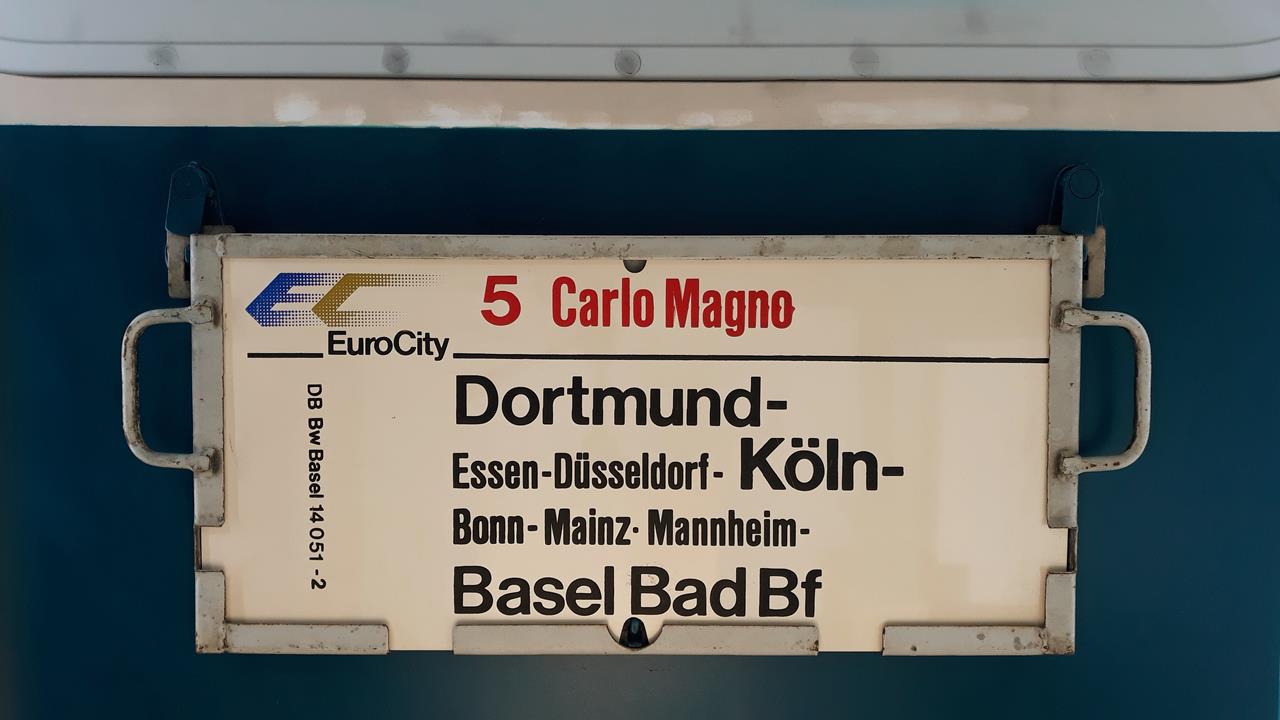 EC 5 Carlo Magno
EuroCity
Dortmund-
Essen-Düsseldorf- Köln-
Bonn- Mainz- Mannheim-
Basel Bad Bf
DB Bw Basel 14 051 - 2